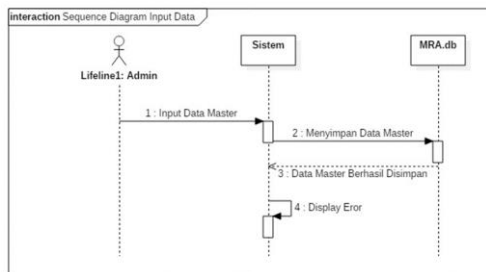 interaction Sequence Diagram Input Data
Sistem
MRA.db
Lifeline1: Admin
1 : Input Data Master
2 : Menyimpan Data Master
3 : Data Master Berhasil Disimpan
4 : Display Eror